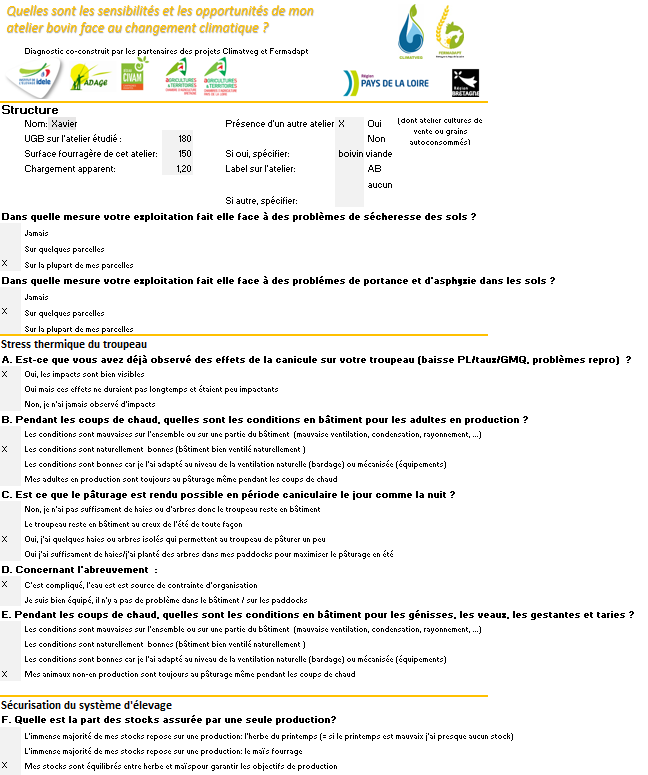 Quelles sont les sensibilités et les opportunités de mon
atelier bovin face au changement climatique ?
Diagnostic co-construit par les partenaires des projets Climatveg et Fermadapt
CLIMATVEG
FERMADAPT
INSTITUT DE L'ELEVAGE idele
ADAGE
CIVAM
AGRICULTURES & TERRITOIRES
AGRICULTURES & TERRITOIRES
Région PAYS DE LA LOIRE
Région BRETAGNE
Structure
Nom: Xavier
Présence d'un autre atelier X Oui (dont atelier cultures de vente ou grains autoconsommés)
UGB sur l'atelier étudié : 180 Non
Surface fourragère de cet atelier: 150 Si oui, spécifier: boivin viande
Chargement apparent: 1,20 Label sur l'atelier: AB
aucun
Si autre, spécifier:
Dans quelle mesure votre exploitation fait elle face à des problèmes de sécheresse des sols ?
Jamais
Sur quelques parcelles
X Sur la plupart de mes parcelles
Dans quelle mesure votre exploitation fait elle face à des problémes de portance et d'asphyxie dans les sols ?
Jamais
X Sur quelques parcelles
Sur la plupart de mes parcelles
Stress thermique du troupeau
A. Est-ce que vous avez déjà observé des effets de la canicule sur votre troupeau (baisse PL/taux/GMQ, problèmes repro) ?
X Oui, les impacts sont bien visibles
Oui mais ces effets ne duraient pas longtemps et étaient peu impactants
Non, je n'ai jamais observé d'impacts
B. Pendant les coups de chaud, quelles sont les conditions en bâtiment pour les adultes en production ?
Les conditions sont mauvaises sur l'ensemble ou sur une partie du bâtiment (mauvaise ventilation, condensation, rayonnement, ...)
X Les conditions sont naturellement bonnes (bâtiment bien ventilé naturellement )
Les conditions sont bonnes car je l'ai adapté au niveau de la ventilation naturelle (bardage) ou mécanisée (équipements)
Mes adultes en production sont toujours au pâturage même pendant les coups de chaud
C. Est ce que le pâturage est rendu possible en période caniculaire le jour comme la nuit ?
Non, je n'ai pas suffisament de haies ou d'arbres donc le troupeau reste en bâtiment
Le troupeau reste en bâtiment au creux de l'été de toute façon
X Oui, j'ai quelques haies ou arbres isolés qui permettent au troupeau de pâturer un peu
Oui j'ai suffisament de haies/j'ai planté des arbres dans mes paddocks pour maximiser le pâturage en été
D. Concernant l'abreuvement :
X C'est compliqué, l'eau est est source de contrainte d'organisation
Je suis bien équipé, il n'y a pas de problème dans le bâtiment / sur les paddocks
E. Pendant les coups de chaud, quelles sont les conditions en bâtiment pour les génisses, les veaux, les gestantes et taries ?
Les conditions sont mauvaises sur l'ensemble ou sur une partie du bâtiment (mauvaise ventilation, condensation, rayonnement, ...)
Les conditions sont naturellement bonnes (bâtiment bien ventilé naturellement )
Les conditions sont bonnes car je l'ai adapté au niveau de la ventilation naturelle (bardage) ou mécanisée (équipements)
X Mes animaux non-en production sont toujours au pâturage même pendant les coups de chaud
Sécurisation du système d'élevage
F. Quelle est la part des stocks assurée par une seule production?
L'immense majorité de mes stocks repose sur une production: l'herbe du printemps (= si le printemps est mauvaix j'ai presque aucun stock)
L'immense majorité de mes stocks repose sur une production: le maïs fourrage
X Mes stocks sont équilibrés entre herbe et maïspour garantir les objectifs de production